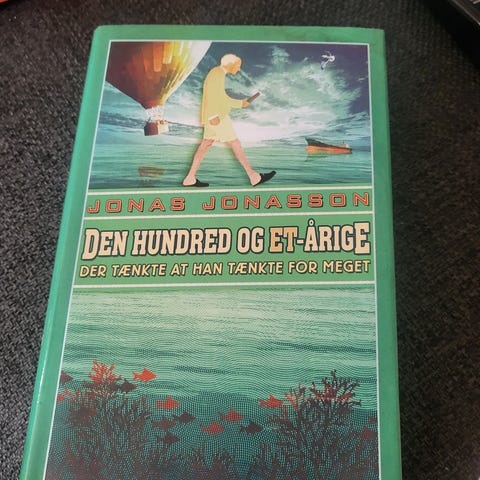 JONAS JONASSON
DEN HUNDRED OG ET-ÅRIGE
DER TÆNKTE AT HAN TÆNKTE FOR MEGET